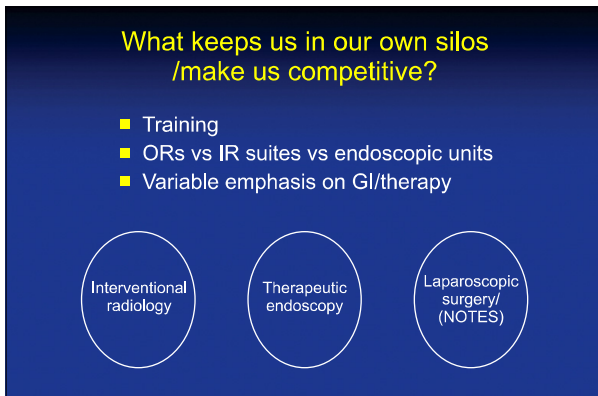 What keeps us in our own silos
/make us competitive?
Training
ORs vs IR suites vs endoscopic units
Variable emphasis on GI/therapy
Interventional
radiology
Therapeutic
endoscopy
Laparoscopic
surgery/
(NOTES)